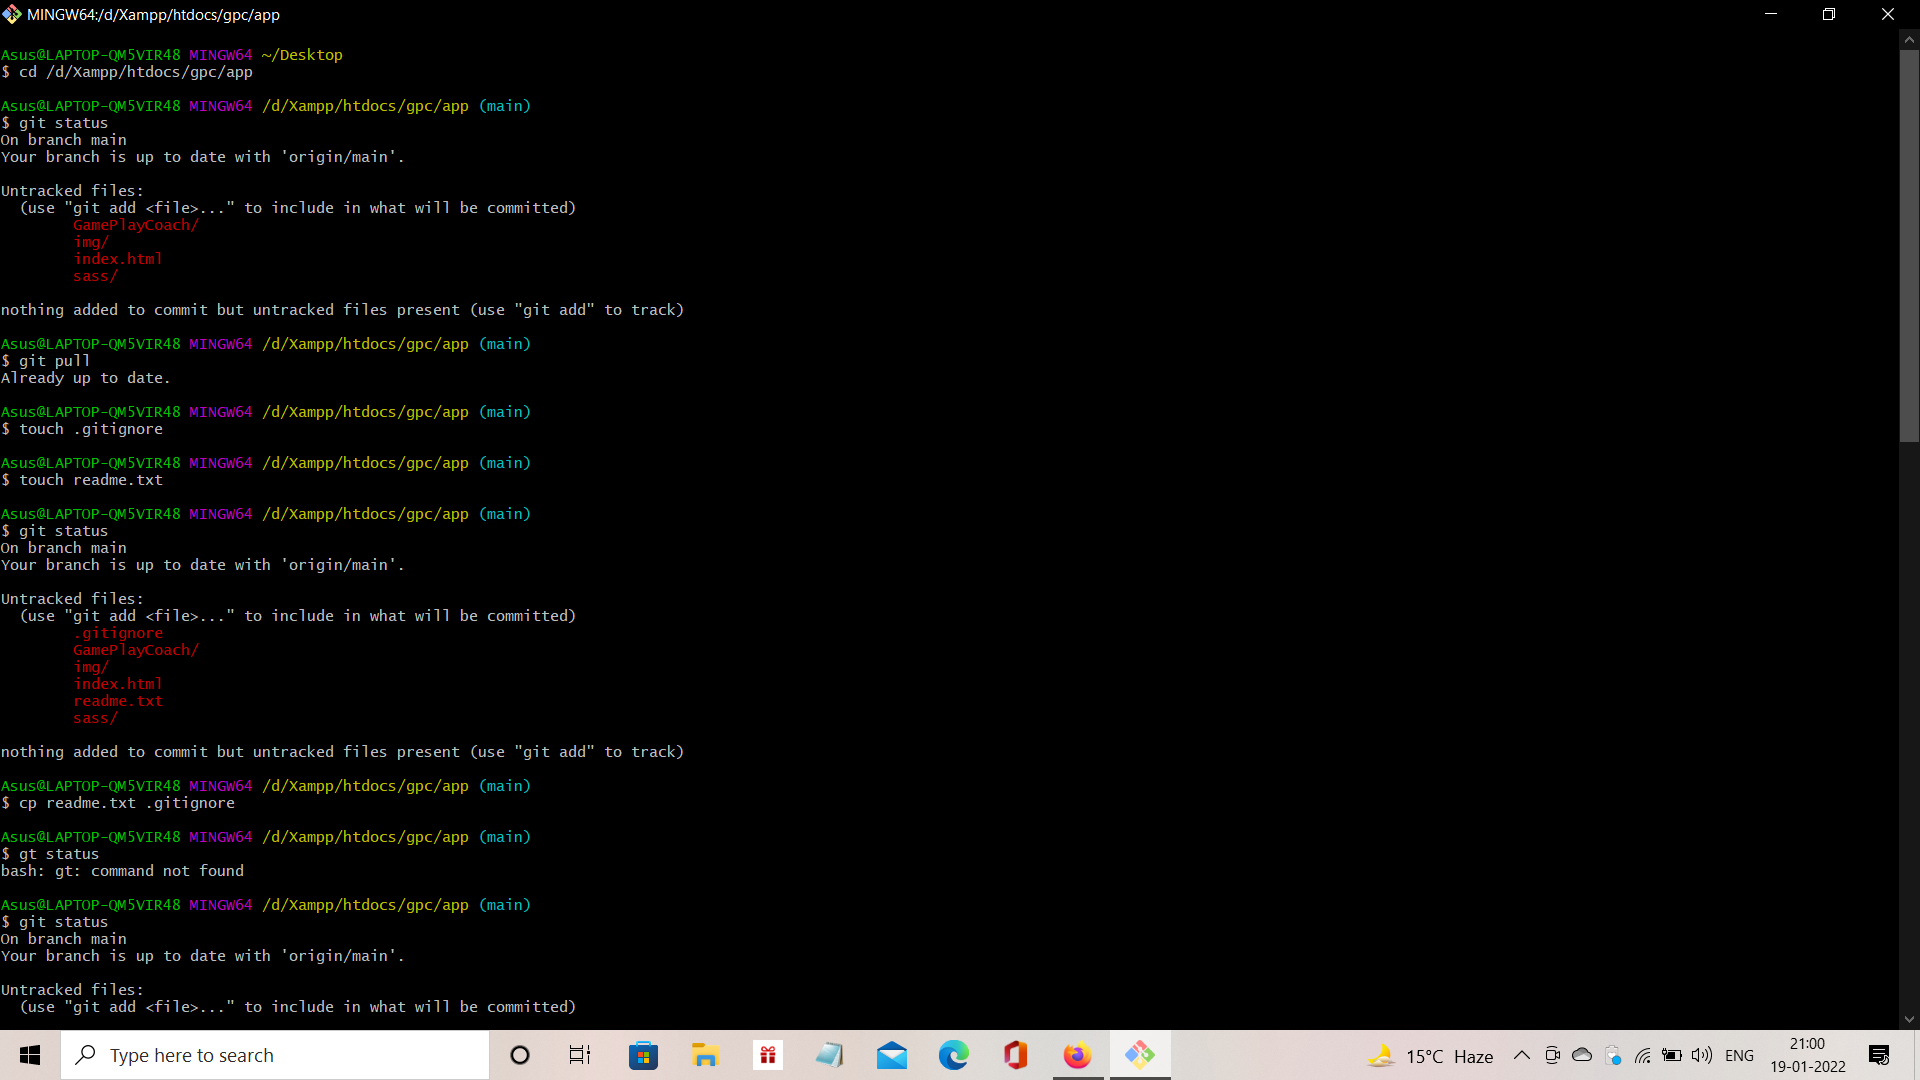 MINGW64:/d/Xampp/htdocs/gpc/app
Asus@LAPTOP-QM5VIR48 MINGW64 ~/Desktop
$ cd /d/Xampp/htdocs/gpc/app
Asus@LAPTOP-QM5VIR48 MINGW64 /d/Xampp/htdocs/gpc/app (main)
$ git status
On branch main
Your branch is up to date with 'origin/main'.
Untracked files:
  (use "git add <file>..." to include in what will be committed)
        GamePlayCoach/
        img/
        index.html
        sass/
nothing added to commit but untracked files present (use "git add" to track)
Asus@LAPTOP-QM5VIR48 MINGW64 /d/Xampp/htdocs/gpc/app (main)
$ git pull
Already up to date.
Asus@LAPTOP-QM5VIR48 MINGW64 /d/Xampp/htdocs/gpc/app (main)
$ touch .gitignore
Asus@LAPTOP-QM5VIR48 MINGW64 /d/Xampp/htdocs/gpc/app (main)
$ touch readme.txt
Asus@LAPTOP-QM5VIR48 MINGW64 /d/Xampp/htdocs/gpc/app (main)
$ git status
On branch main
Your branch is up to date with 'origin/main'.
Untracked files:
  (use "git add <file>..." to include in what will be committed)
        .gitignore
        GamePlayCoach/
        img/
        index.html
        readme.txt
        sass/
nothing added to commit but untracked files present (use "git add" to track)
Asus@LAPTOP-QM5VIR48 MINGW64 /d/Xampp/htdocs/gpc/app (main)
$ cp readme.txt .gitignore
Asus@LAPTOP-QM5VIR48 MINGW64 /d/Xampp/htdocs/gpc/app (main)
$ gt status
bash: gt: command not found
Asus@LAPTOP-QM5VIR48 MINGW64 /d/Xampp/htdocs/gpc/app (main)
$ git status
On branch main
Your branch is up to date with 'origin/main'.
Untracked files:
  (use "git add <file>..." to include in what will be committed)
Type here to search
15°C Haze
ENG
21:00
19-01-2022